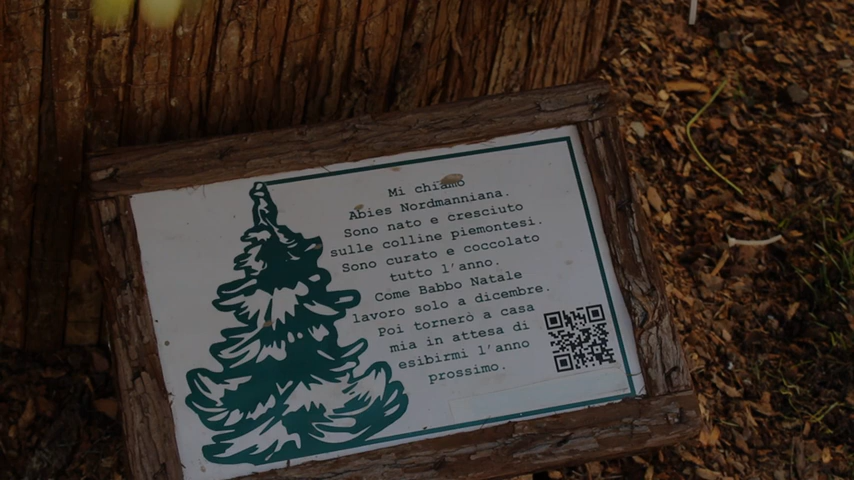 Mi chiamo
Abies Nordmanniana.
Sono nato e cresciuto
sulle colline piemontesi.
Sono curato e coccolato
tutto l'anno.
Come Babbo Natale
lavoro solo a dicembre.
Poi tornerò a casa
mia in attesa di
esibirmi l'anno
prossimo.